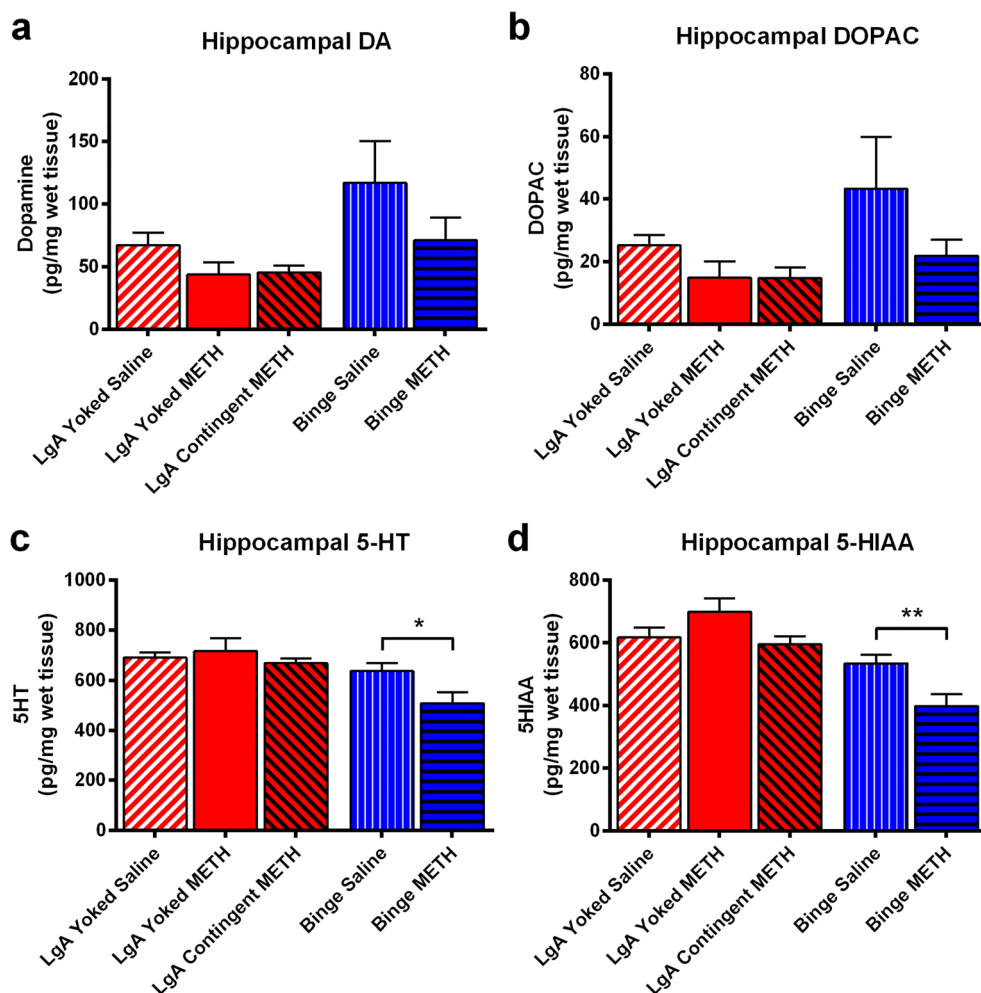 a
Hippocampal DA
Dopamine
(pg/mg wet tissue)
200
150
100
50
0
LgA Yoked Saline
LgA Yoked METH
LgA Contingent METH
Binge Saline
Binge METH
b
Hippocampal DOPAC
DOPAC
(pg/mg wet tissue)
80
60
40
20
0
LgA Yoked Saline
LgA Yoked METH
LgA Contingent METH
Binge Saline
Binge METH
c
Hippocampal 5-HT
5HT
(pg/mg wet tissue)
1000
800
600
400
200
0
*
LgA Yoked Saline
LgA Yoked METH
LgA Contingent METH
Binge Saline
Binge METH
d
Hippocampal 5-HIAA
5HIAA
(pg/mg wet tissue)
800
600
400
200
0
**
LgA Yoked Saline
LgA Yoked METH
LgA Contingent METH
Binge Saline
Binge METH